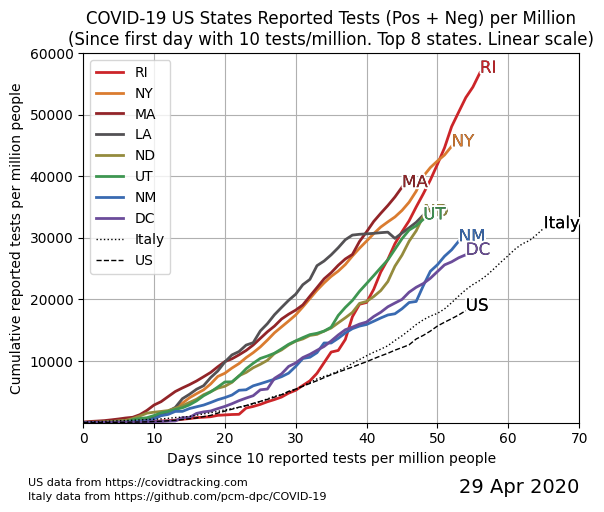 COVID-19 US States Reported Tests (Pos + Neg) per Million
(Since first day with 10 tests/million. Top 8 states. Linear scale)
Cumulative reported tests per million people
60000
50000
40000
30000
20000
10000
RI
NY
MA
LA
ND
UT
NM
DC
Italy
US
RI
NY
MA
UT
Italy
NM
DC
US
0
10
20
30
40
50
60
70
Days since 10 reported tests per million people
US data from https://covidtracking.com
Italy data from https://github.com/pcm-dpc/COVID-19
29 Apr 2020